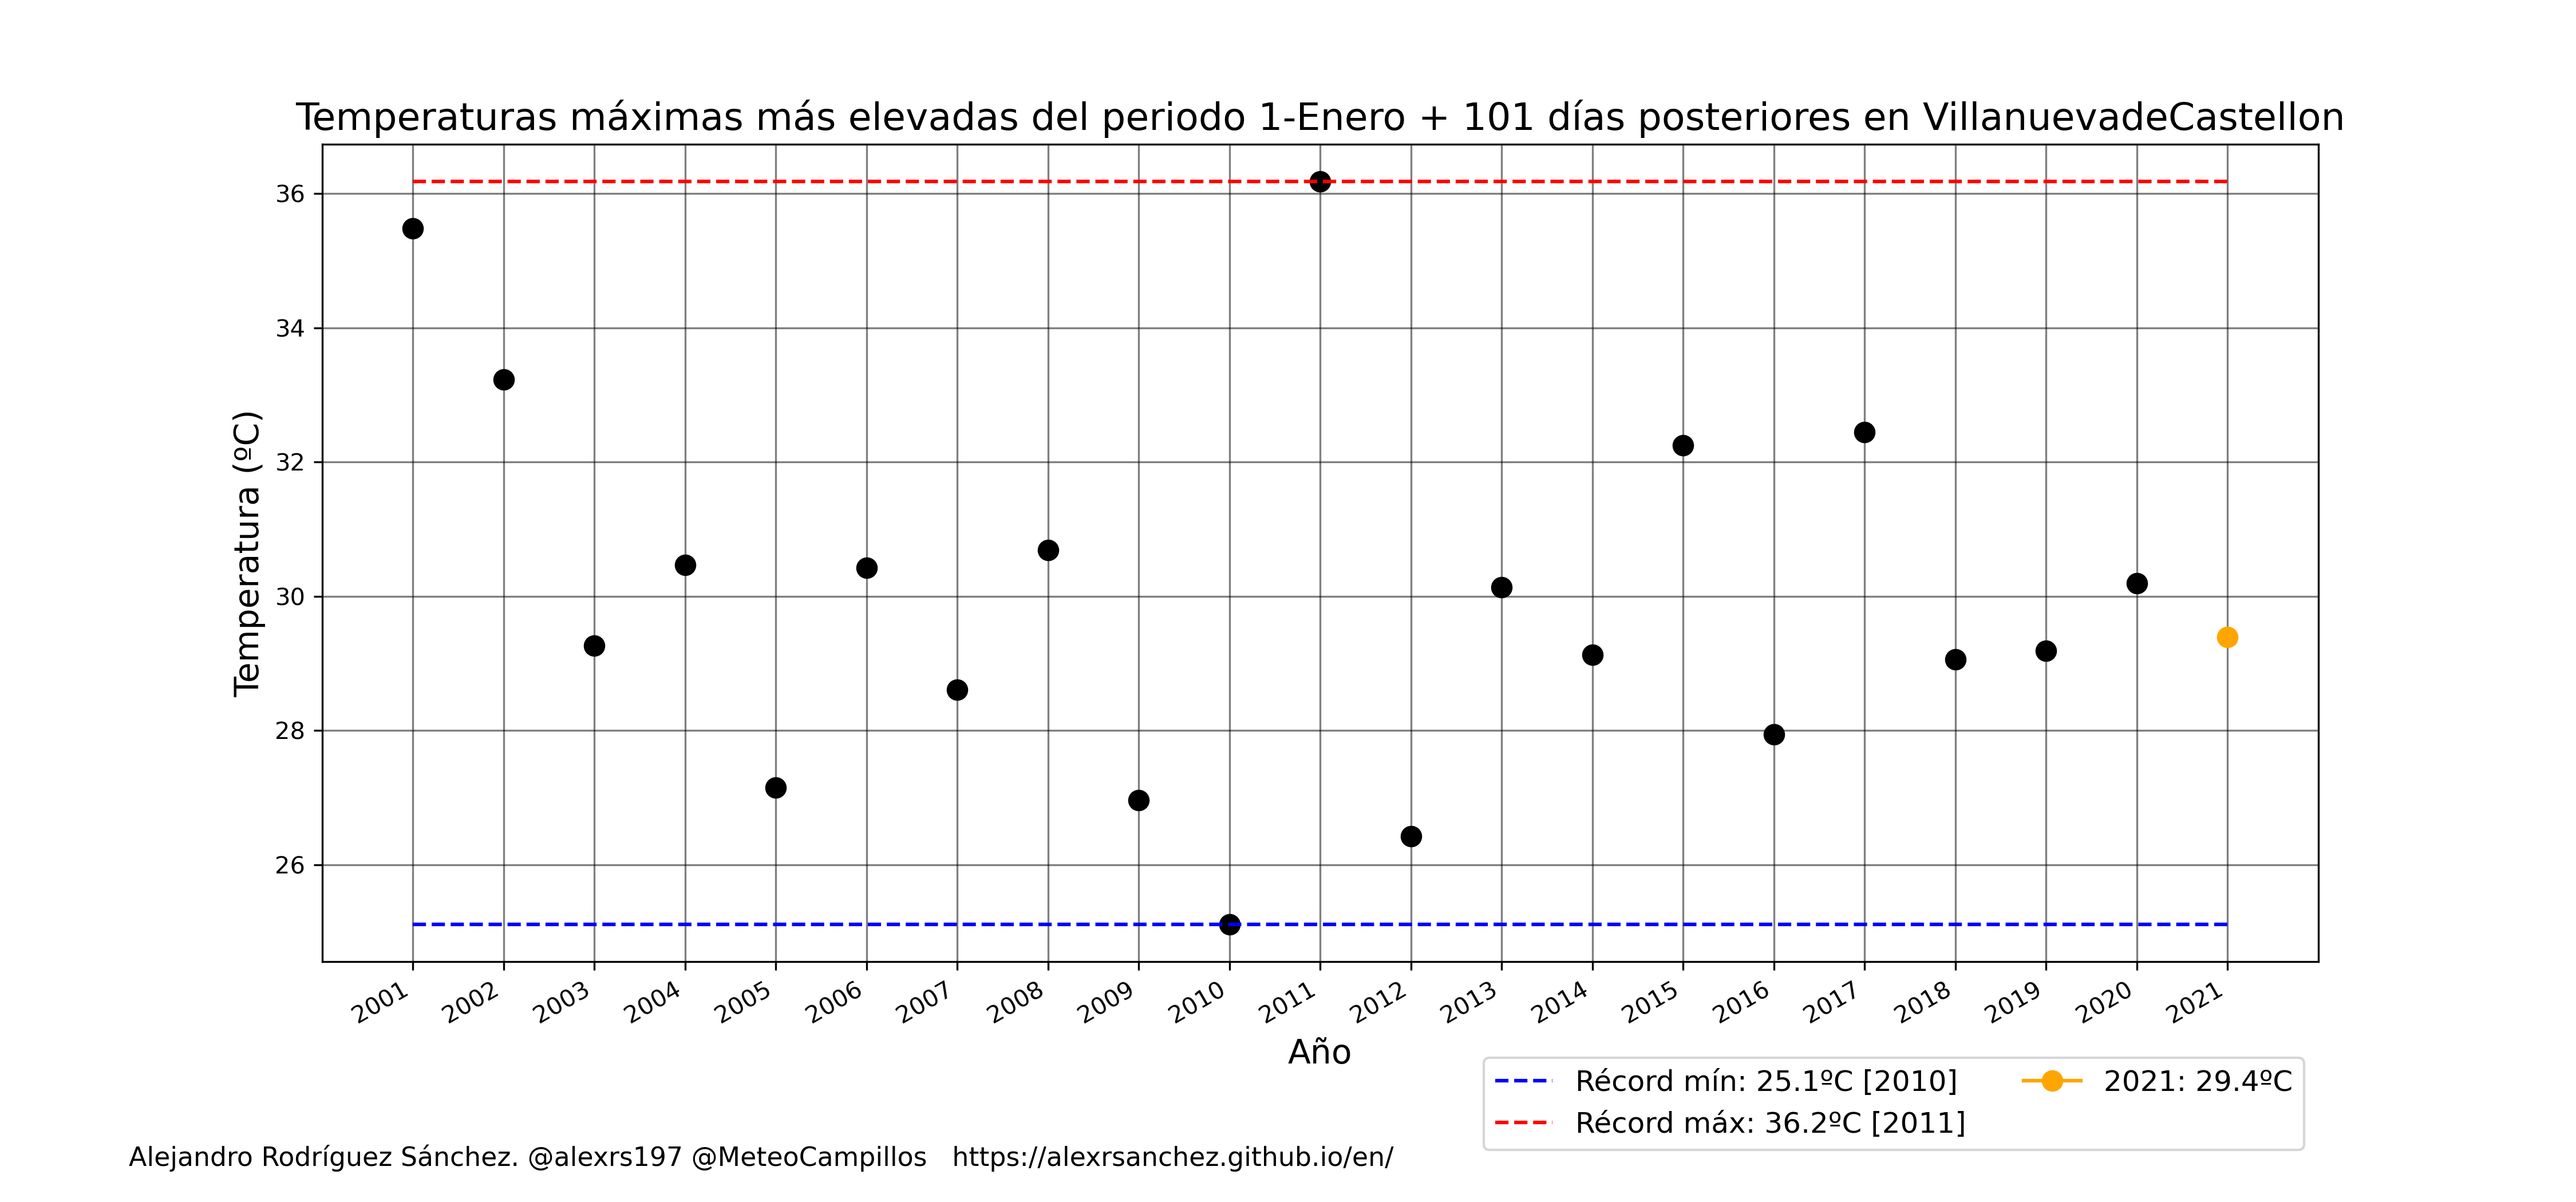 Temperaturas máximas más elevadas del periodo 1-Enero + 101 días posteriores en VillanuevadeCastellon
Temperatura (ºC)
36
34
32
30
28
26
2001 2002 2003 2004 2005 2006 2007 2008 2009 2010 2011 2012 2013 2014 2015 2016 2017 2018 2019 2020 2021
Año
Récord mín: 25.1ºC [2010]
Récord máx: 36.2ºC [2011]
2021: 29.4ºC
Alejandro Rodríguez Sánchez. @alexrs197 @MeteoCampillos https://alexrsanchez.github.io/en/